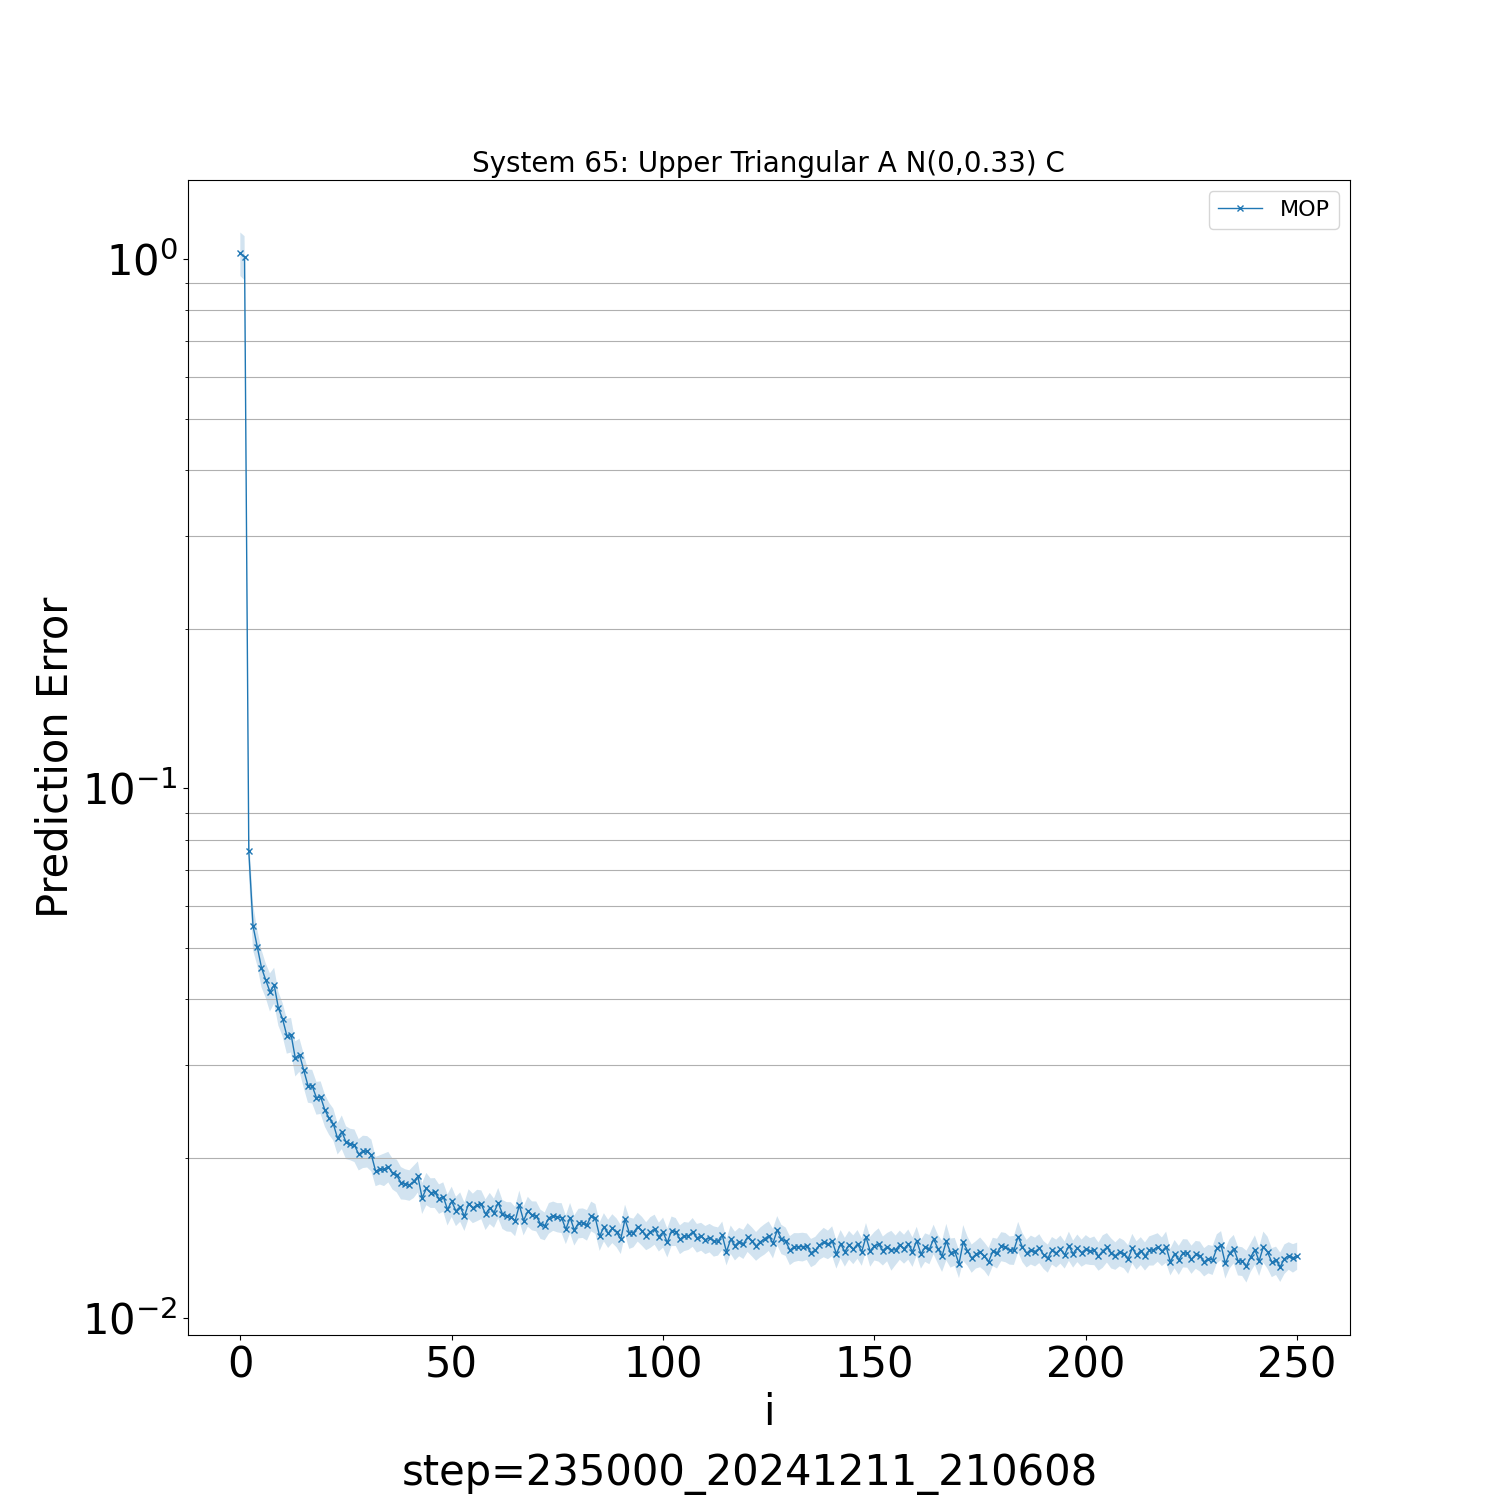 System 65: Upper Triangular A N(0,0.33) C
MOP
Prediction Error
10⁰
10⁻¹
10⁻²
0 50 100 150 200 250
i
step=235000_20241211_210608